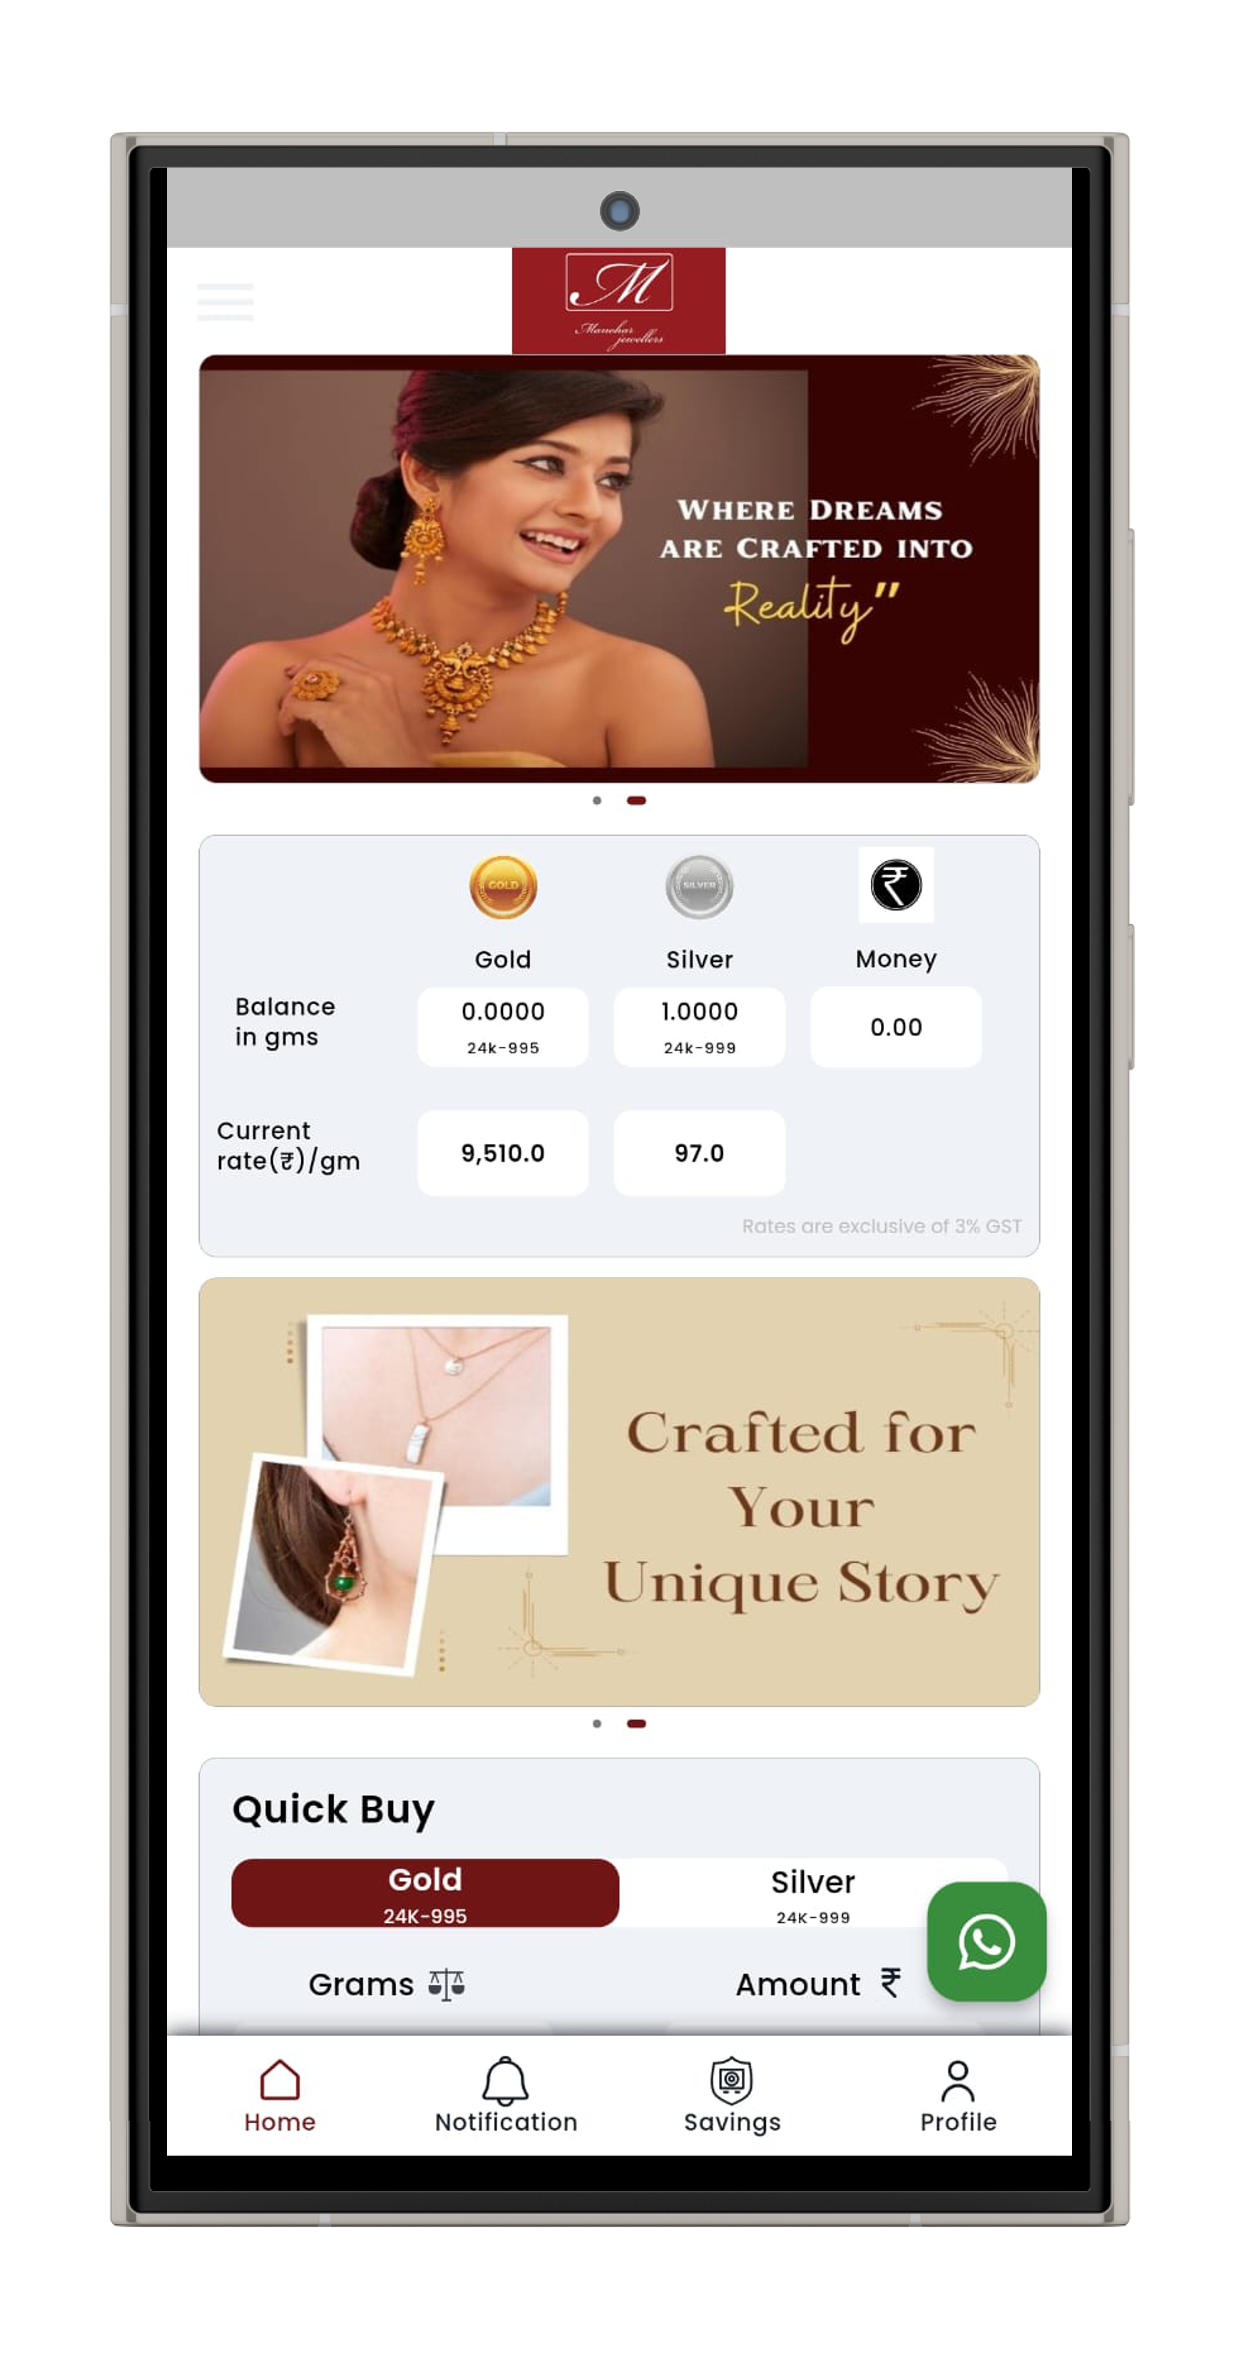 M
Manohar
jewellers
WHERE DREAMS
ARE CRAFTED INTO
Reality"
GOLD
SILVER
₹
Gold
Silver
Money
Balance
in gms
0.0000
24k-995
1.0000
24k-999
0.00
Current
rate(₹)/gm
9,510.0
97.0
Rates are exclusive of 3% GST
Crafted for
Your
Unique Story
Quick Buy
Gold
24K-995
Silver
24K-999
Grams
Amount ₹
Home
Notification
Savings
Profile